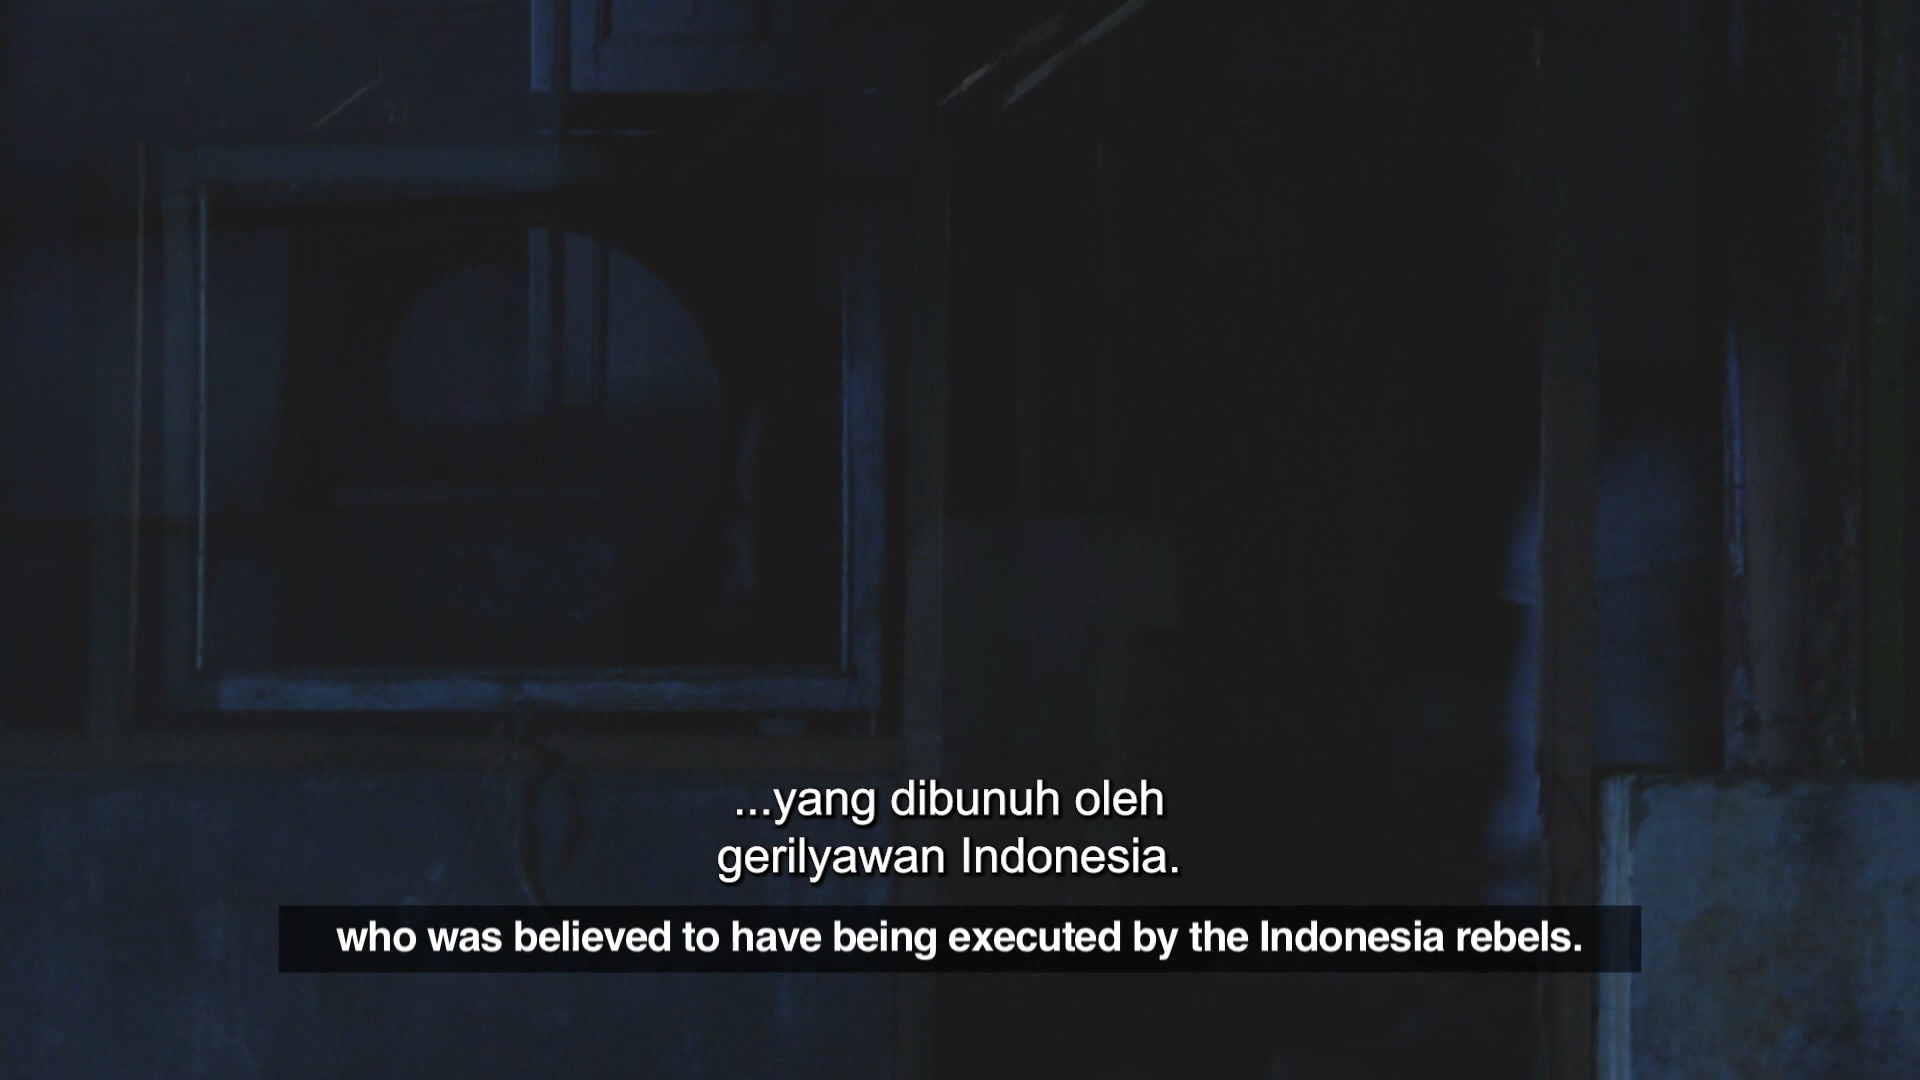 ...yang dibunuh oleh
gerilyawan Indonesia.
who was believed to have being executed by the Indonesia rebels.